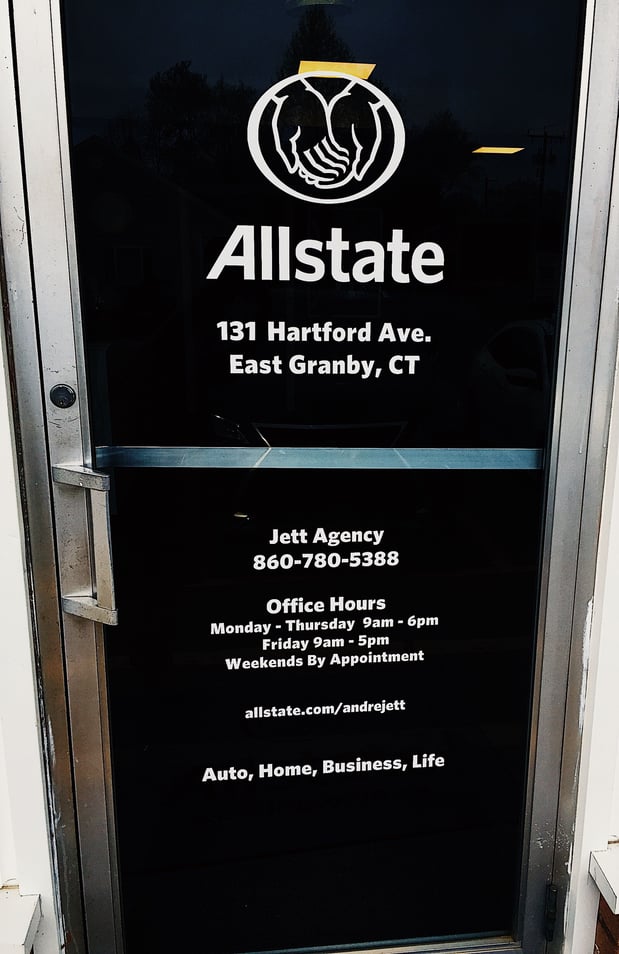 Allstate
131 Hartford Ave.
East Granby, CT
Jett Agency
860-780-5388
Office Hours
Monday - Thursday 9am - 6pm
Friday 9am - 5pm
Weekends By Appointment
allstate.com/andrejett
Auto, Home, Business, Life